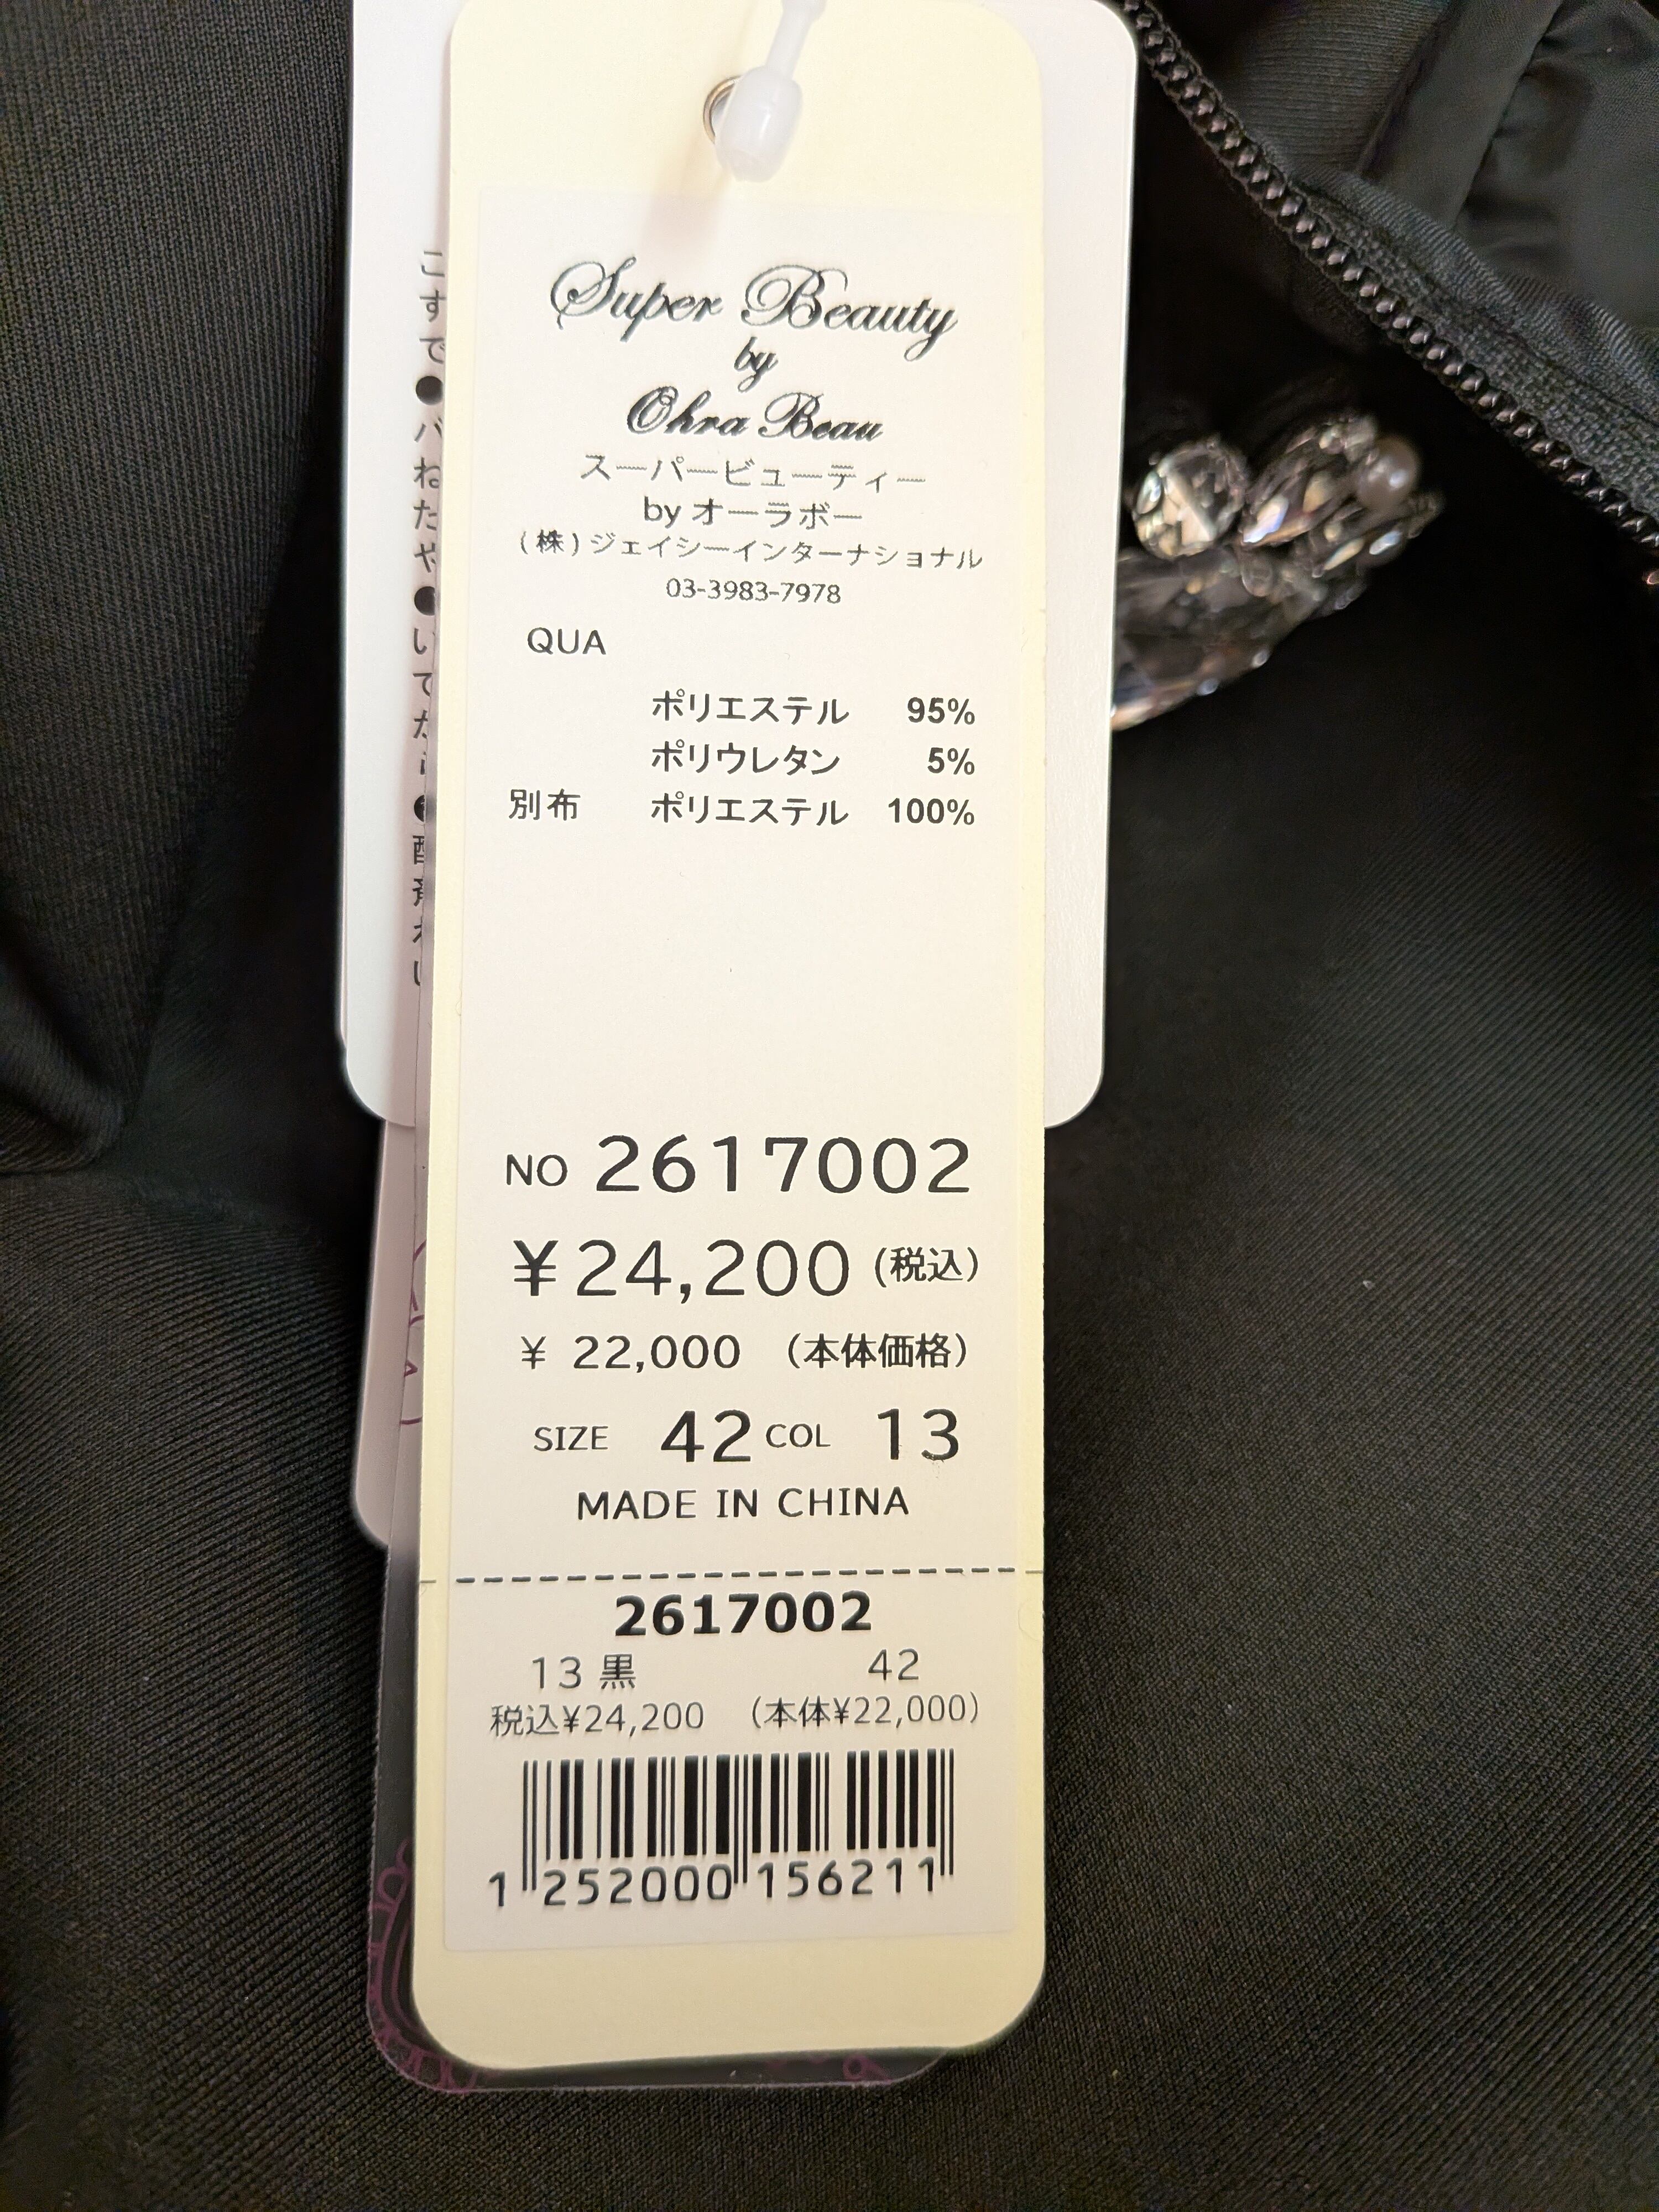 Super Beauty
by
Ohra Beau
スーパービューティー
by オーラボー
(株)ジェイシーインターナショナル
03-3983-7978
QUA
ポリエステル 95%
ポリウレタン 5%
別布 ポリエステル 100%
NO 2617002
¥24,200(税込)
¥ 22,000 (本体価格)
SIZE 42 COL 13
MADE IN CHINA
2617002
13 黒 42
税込¥24,200 (本体¥22,000)
1 252000 156211